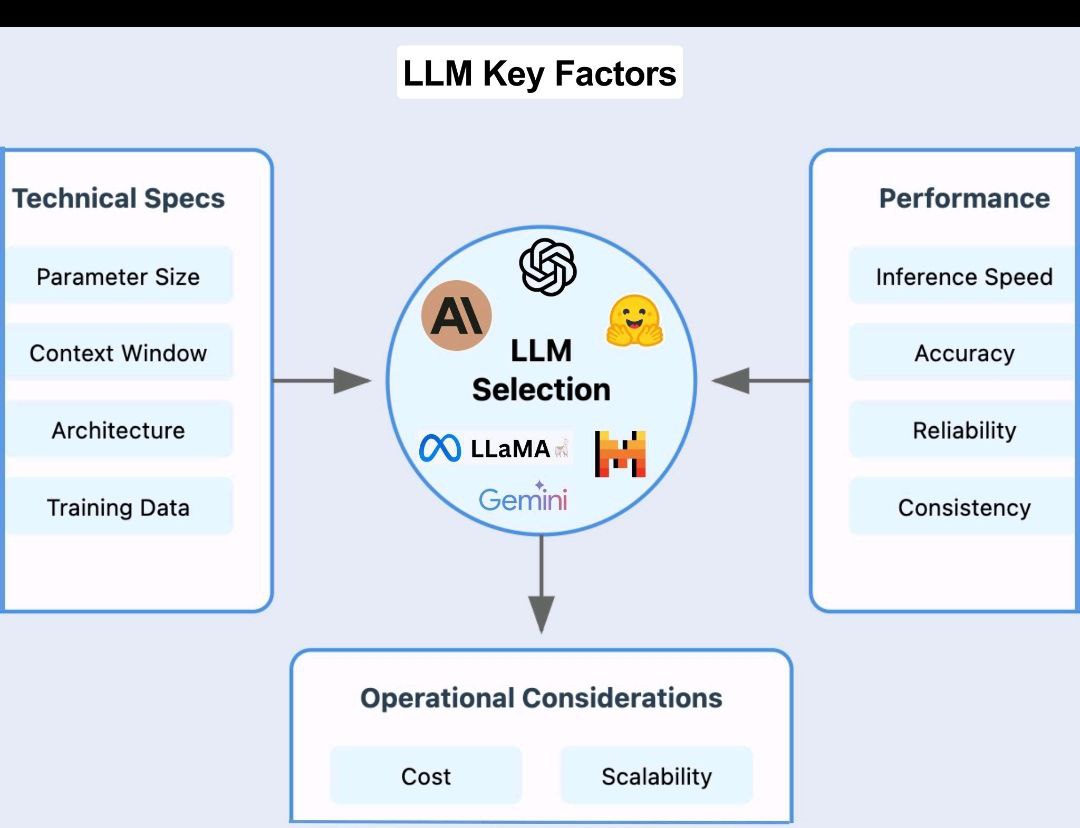 LLM Key Factors
Technical Specs
Parameter Size
Context Window
Architecture
Training Data
A\
LLM
Selection
LLaMA
Gemini
Performance
Inference Speed
Accuracy
Reliability
Consistency
Operational Considerations
Cost
Scalability